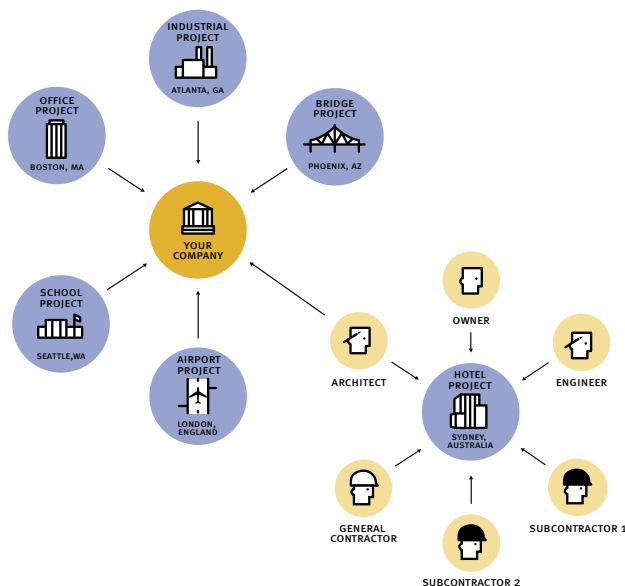 INDUSTRIAL
PROJECT
ATLANTA, GA
OFFICE
PROJECT
BOSTON, MA
BRIDGE
PROJECT
PHOENIX, AZ
YOUR
COMPANY
SCHOOL
PROJECT
SEATTLE,WA
AIRPORT
PROJECT
LONDON,
ENGLAND
OWNER
ARCHITECT
ENGINEER
HOTEL
PROJECT
SYDNEY,
AUSTRALIA
GENERAL
CONTRACTOR
SUBCONTRACTOR 1
SUBCONTRACTOR 2